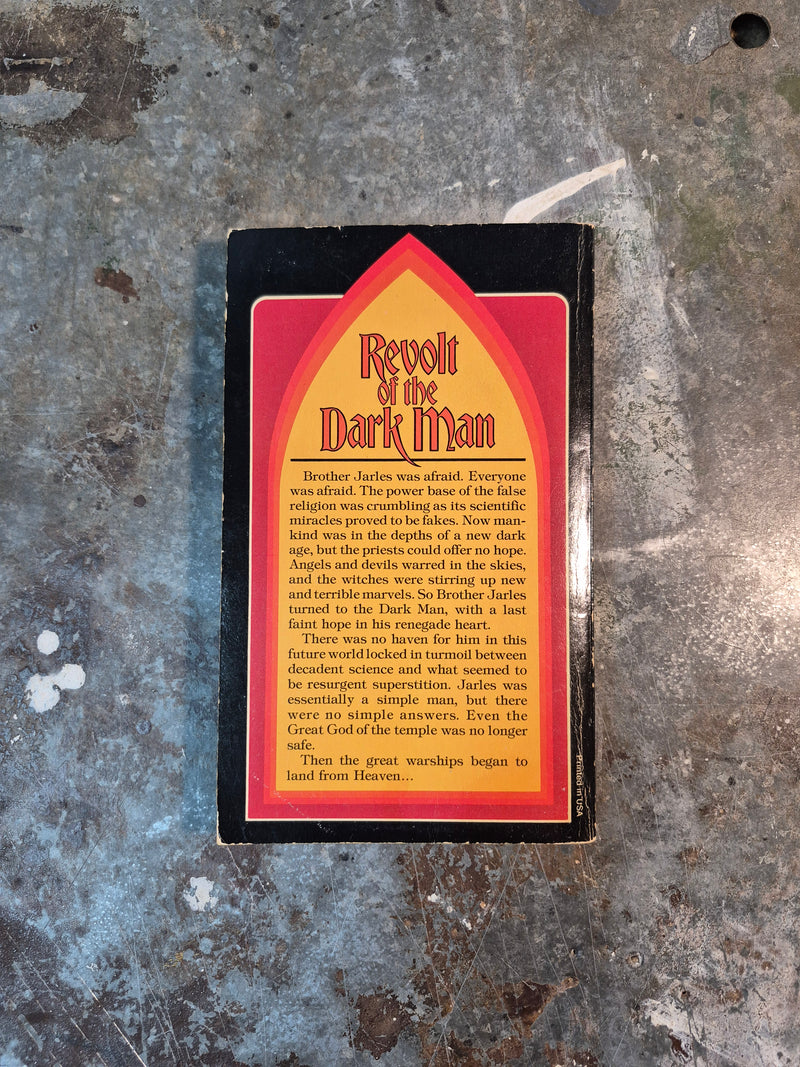 Revolt
of the
Dark Man
Brother Jarles was afraid. Everyone
was afraid. The power base of the false
religion was crumbling as its scientific
miracles proved to be fakes. Now man-
kind was in the depths of a new dark
age, but the priests could offer no hope.
Angels and devils warred in the skies,
and the witches were stirring up new
and terrible marvels. So Brother Jarles
turned to the Dark Man, with a last
faint hope in his renegade heart.
There was no haven for him in this
future world locked in turmoil between
decadent science and what seemed to
be resurgent superstition. Jarles was
essentially a simple man, but there
were no simple answers. Even the
Great God of the temple was no longer
safe.
Then the great warships began to
land from Heaven...
Printed in USA